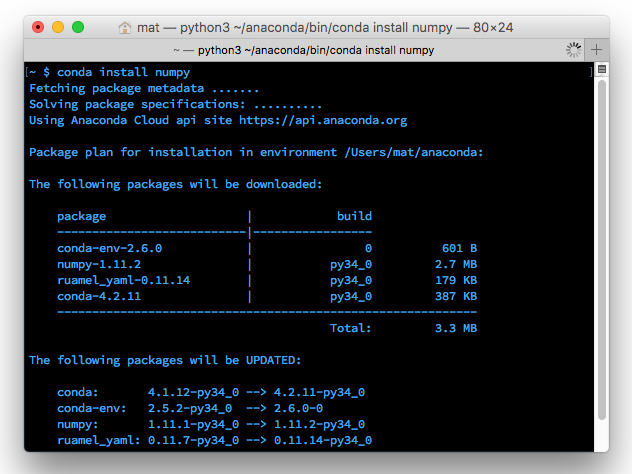 mat — python3 ~/anaconda/bin/conda install numpy — 80×24
~ — python3 ~/anaconda/bin/conda install numpy
[~ $ conda install numpy ]
Fetching package metadata .......
Solving package specifications: ..........
Using Anaconda Cloud api site https://api.anaconda.org
Package plan for installation in environment /Users/mat/anaconda:
The following packages will be downloaded:
package | build
---------------------------|-----------------
conda-env-2.6.0 | 0 601 B
numpy-1.11.2 | py34_0 2.7 MB
ruamel_yaml-0.11.14 | py34_0 179 KB
conda-4.2.11 | py34_0 387 KB
------------------------------------------------------------
Total: 3.3 MB
The following packages will be UPDATED:
conda: 4.1.12-py34_0 --> 4.2.11-py34_0
conda-env: 2.5.2-py34_0 --> 2.6.0-0
numpy: 1.11.1-py34_0 --> 1.11.2-py34_0
ruamel_yaml: 0.11.7-py34_0 --> 0.11.14-py34_0